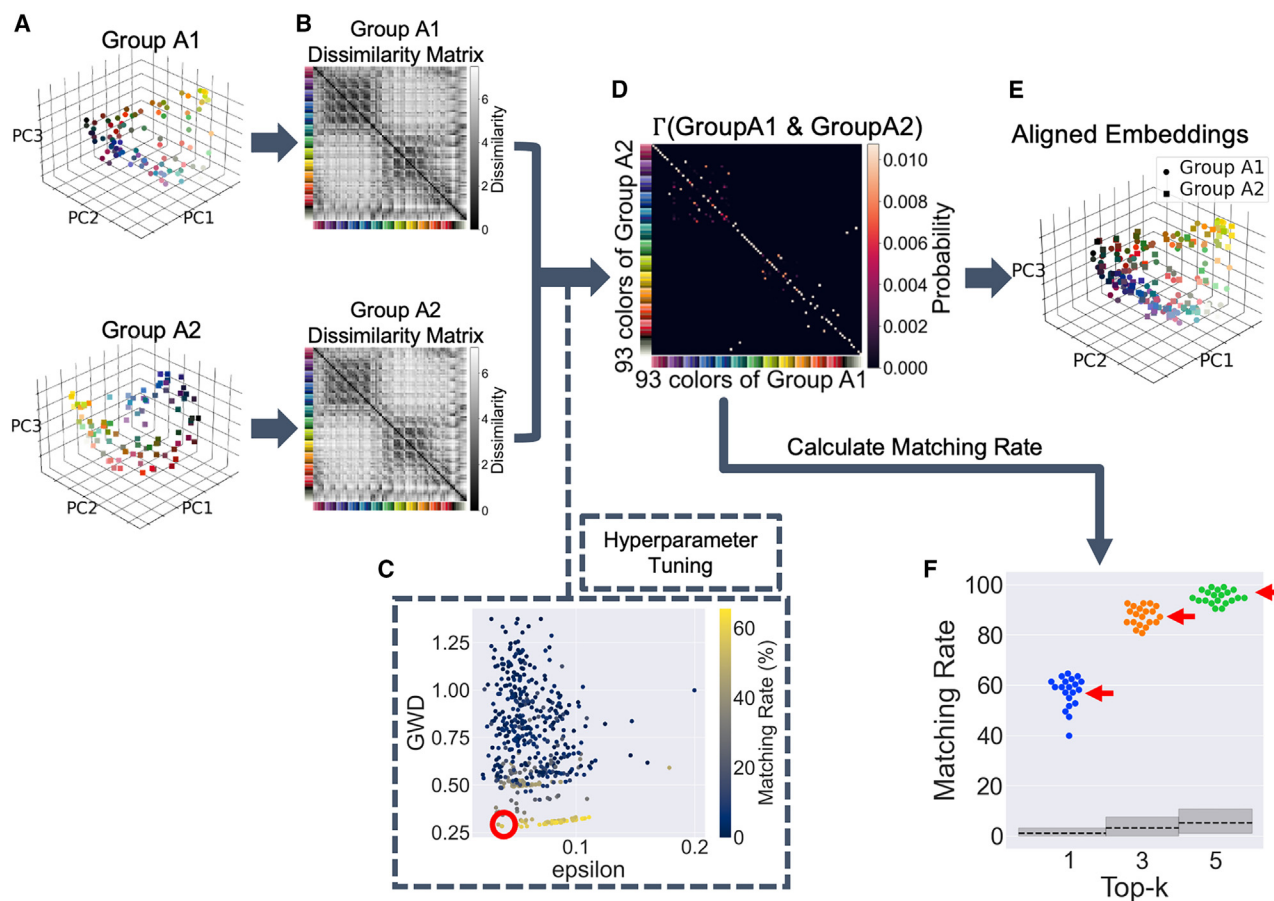 A
Group A1
PC3
PC2
PC1
Group A2
PC3
PC2
PC1
B
Group A1
Dissimilarity Matrix
6
4
2
0
Dissimilarity
Group A2
Dissimilarity Matrix
6
4
2
0
Dissimilarity
C
Hyperparameter
Tuning
GWD
1.25
1.00
0.75
0.50
0.25
0.1
0.2
epsilon
60
40
20
0
Matching Rate (%)
D
Γ(GroupA1 & GroupA2)
93 colors of Group A2
93 colors of Group A1
0.010
0.008
0.006
0.004
0.002
0.000
Probability
E
Aligned Embeddings
Group A1
Group A2
PC3
PC2
PC1
Calculate Matching Rate
F
Matching Rate
100
80
60
40
20
0
1
3
5
Top-k